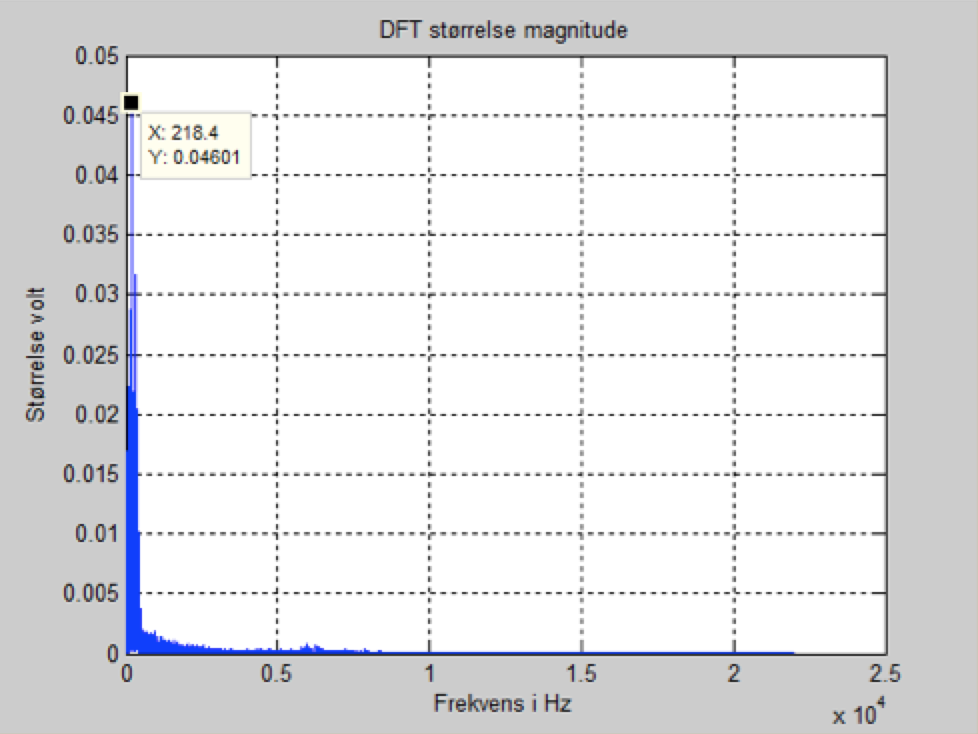 DFT størrelse magnitude
0.05
0.045
0.04
0.035
0.03
0.025
0.02
0.015
0.01
0.005
0
X: 218.4
Y: 0.04601
Størrelse volt
0 0.5 1 1.5 2 2.5
Frekvens i Hz
x 10^4